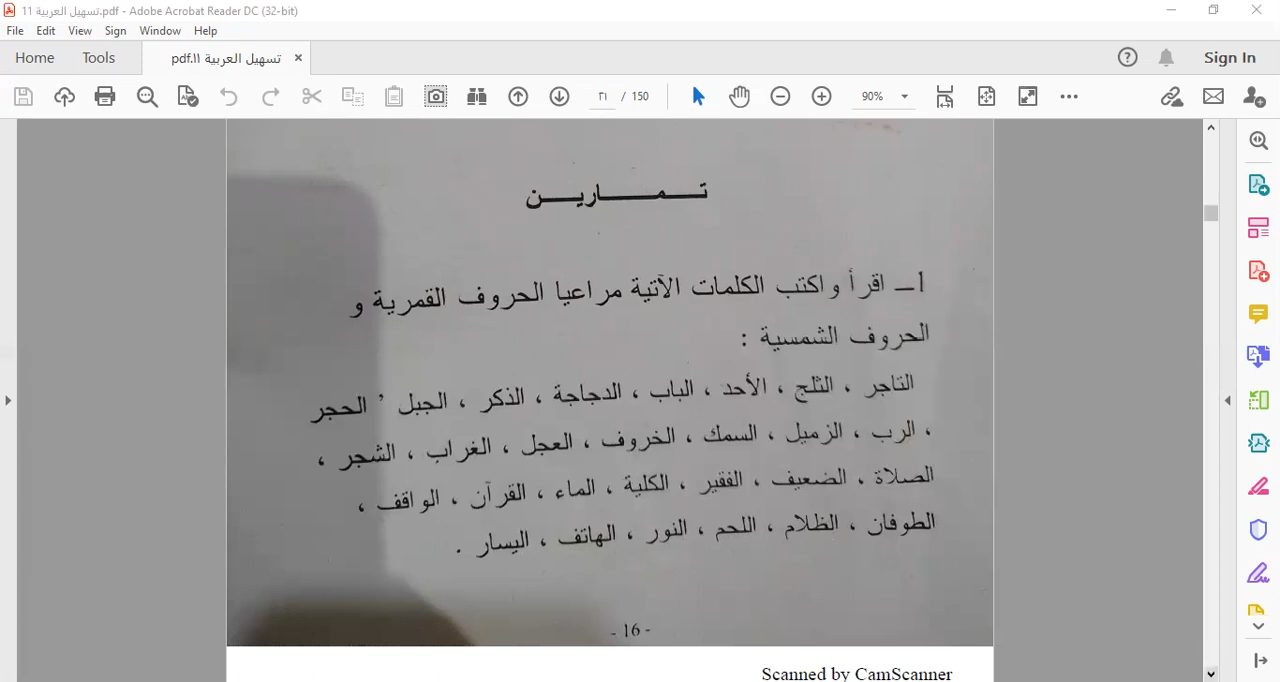 تسهيل العربية 11.pdf - Adobe Acrobat Reader DC (32-bit)
File Edit View Sign Window Help
Home Tools تسهيل العربية ١١.pdf × Sign In
٢١ / 150 90%
تـــمـــــــاريــــن
1ــ اقرأ واكتب الكلمات الآتية مراعيا الحروف القمرية و
الحروف الشمسية :
التاجر ، الثلج ، الأحد ، الباب ، الدجاجة ، الذكر ، الجبل ' الحجر
، الرب ، الزميل ، السمك ، الخروف ، العجل ، الغراب ، الشجر ،
الصلاة ، الضعيف ، الفقير ، الكلية ، الماء ، القرآن ، الواقف ،
الطوفان ، الظلام ، اللحم ، النور ، الهاتف ، اليسار .
- 16 -
Scanned by CamScanner